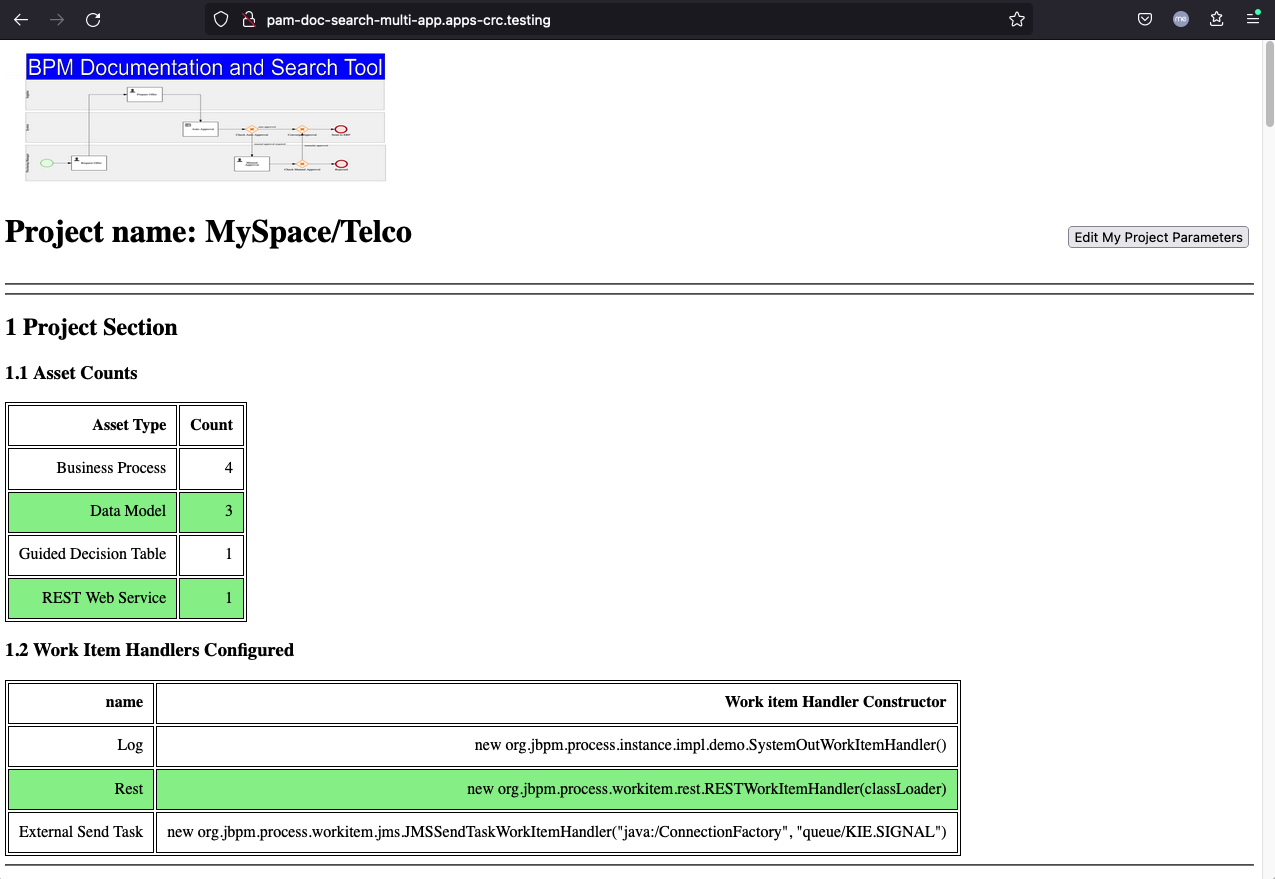 pam-doc-search-multi-app.apps-crc.testing
me
BPM Documentation and Search Tool
Project name: MySpace/Telco
Edit My Project Parameters
1 Project Section
1.1 Asset Counts
Asset Type Count
Business Process 4
Data Model 3
Guided Decision Table 1
REST Web Service 1
1.2 Work Item Handlers Configured
name Work item Handler Constructor
Log new org.jbpm.process.instance.impl.demo.SystemOutWorkItemHandler()
Rest new org.jbpm.process.workitem.rest.RESTWorkItemHandler(classLoader)
External Send Task new org.jbpm.process.workitem.jms.JMSSendTaskWorkItemHandler("java:/ConnectionFactory", "queue/KIE.SIGNAL")